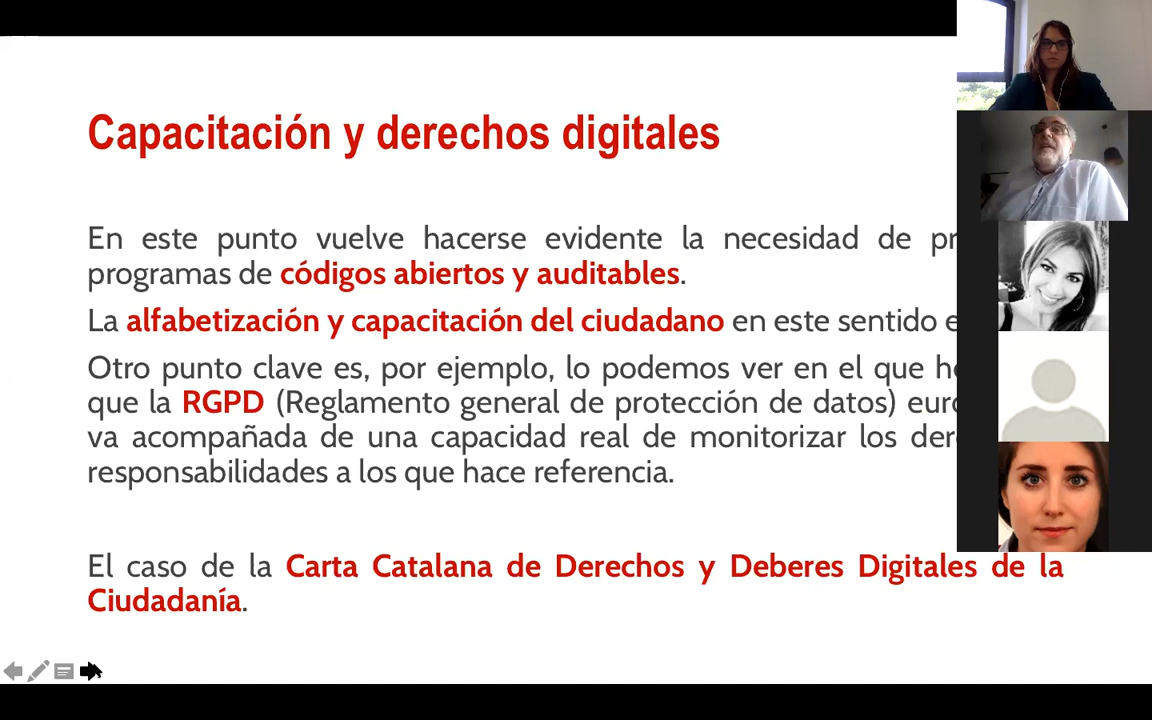 Capacitación y derechos digitales
En este punto vuelve hacerse evidente la necesidad de
programas de códigos abiertos y auditables.
La alfabetización y capacitación del ciudadano en este sentido
Otro punto clave es, por ejemplo, lo podemos ver en el que
que la RGPD (Reglamento general de protección de datos)
va acompañada de una capacidad real de monitorizar los
responsabilidades a los que hace referencia.
El caso de la Carta Catalana de Derechos y Deberes Digitales de la
Ciudadanía.